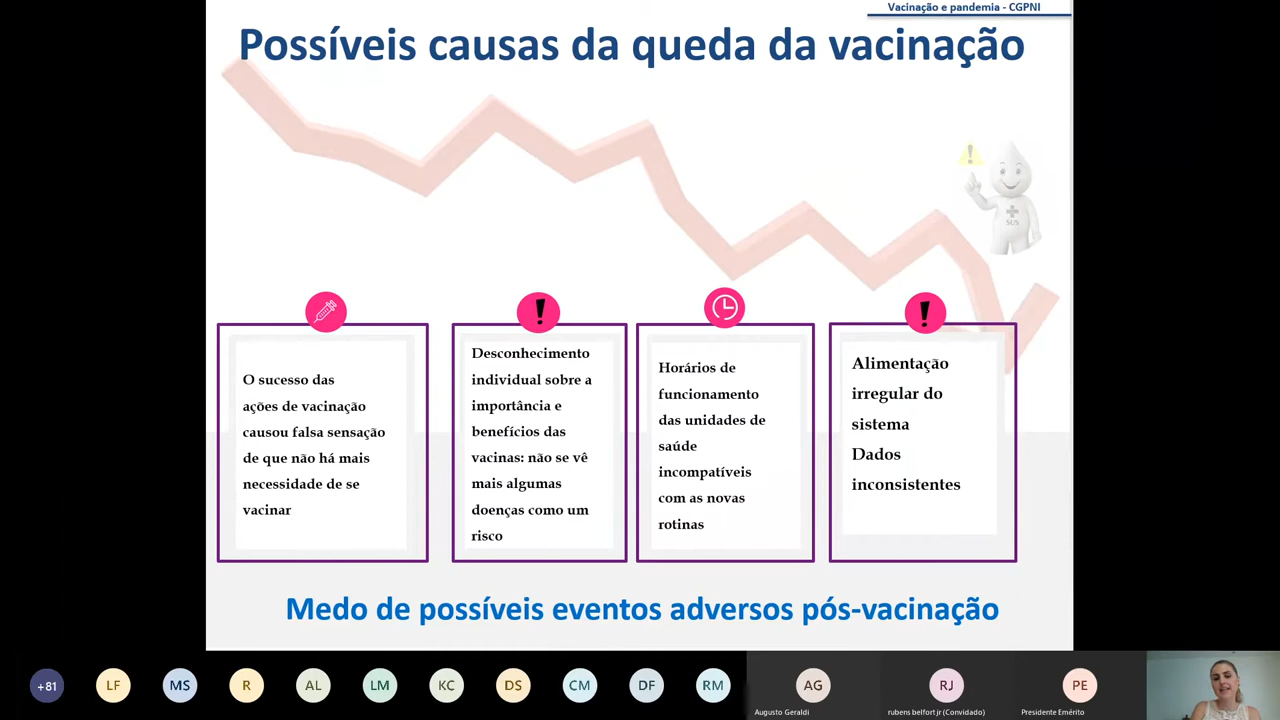 Vacinação e pandemia - CGPNI
Possíveis causas da queda da vacinação
SUS
O sucesso das
ações de vacinação
causou falsa sensação
de que não há mais
necessidade de se
vacinar
Desconhecimento
individual sobre a
importância e
benefícios das
vacinas: não se vê
mais algumas
doenças como um
risco
Horários de
funcionamento
das unidades de
saúde
incompatíveis
com as novas
rotinas
Alimentação
irregular do
sistema
Dados
inconsistentes
Medo de possíveis eventos adversos pós-vacinação
+81
LF
MS
R
AL
LM
KC
DS
CM
DF
RM
AG
RJ
PE
Augusto Geraldi
rubens belfort jr (Convidado)
Presidente Emérito